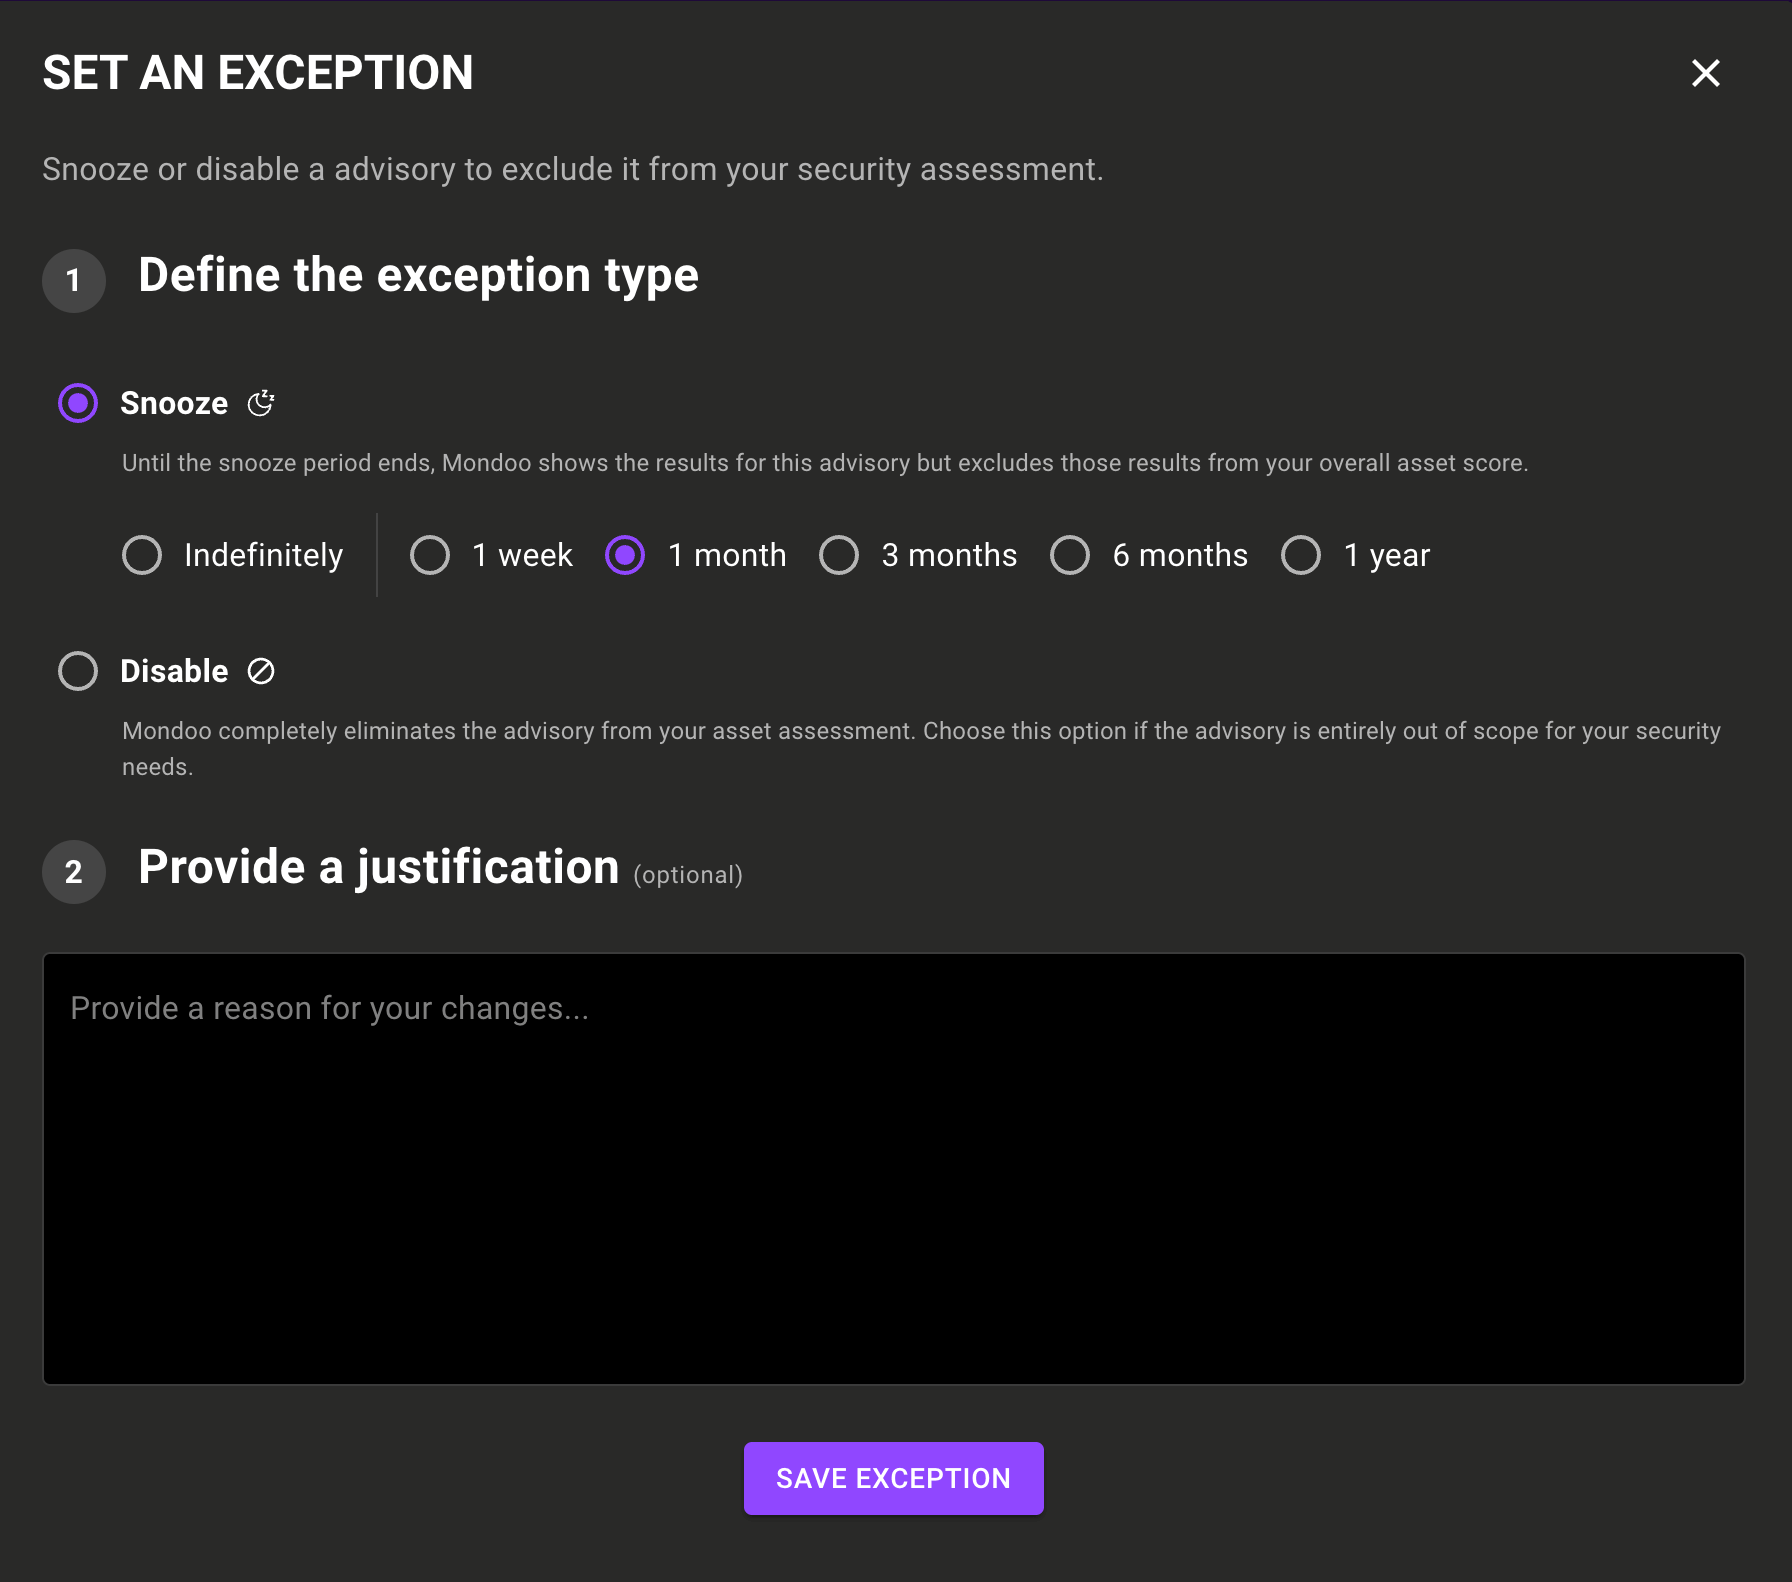 SET AN EXCEPTION
Snooze or disable a advisory to exclude it from your security assessment.
1 Define the exception type
Snooze
Until the snooze period ends, Mondoo shows the results for this advisory but excludes those results from your overall asset score.
Indefinitely 1 week 1 month 3 months 6 months 1 year
Disable
Mondoo completely eliminates the advisory from your asset assessment. Choose this option if the advisory is entirely out of scope for your security
needs.
2 Provide a justification (optional)
Provide a reason for your changes...
SAVE EXCEPTION